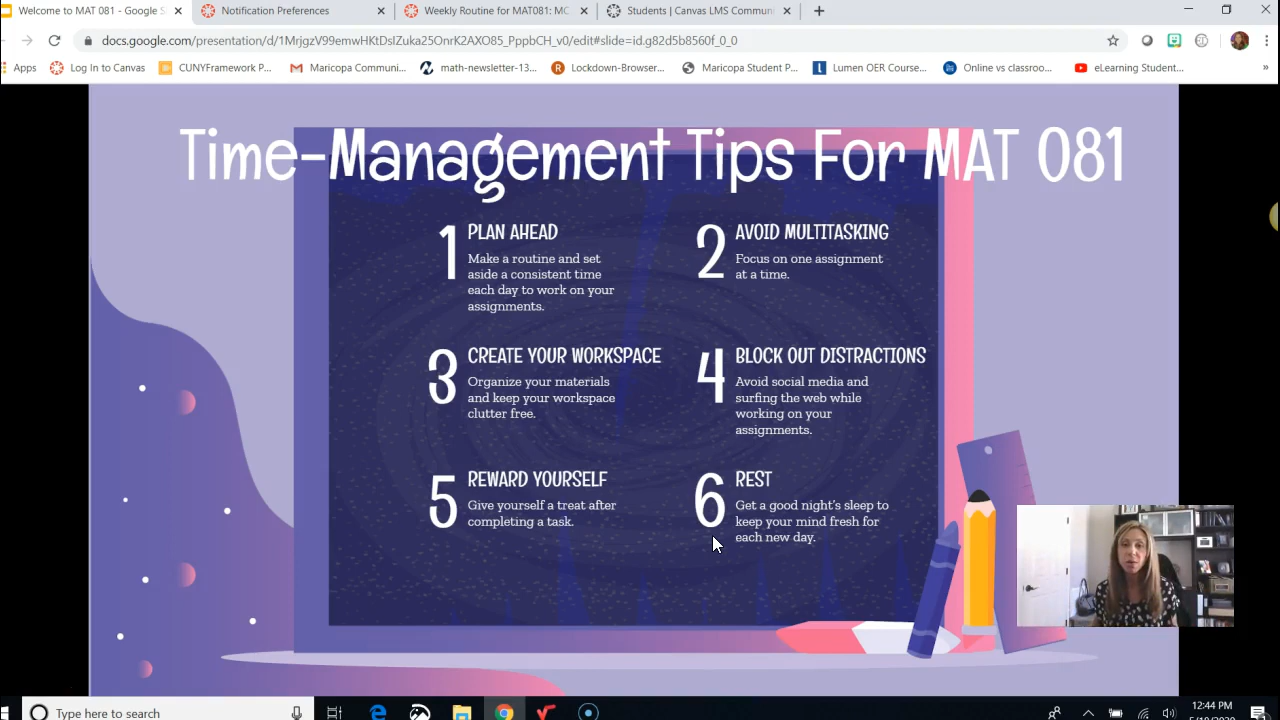 Welcome to MAT 081 - Google S
Notification Preferences
Weekly Routine for MAT081: MC.
Students | Canvas LMS Commun
docs.google.com/presentation/d/1MrjgzV99emwHKtDsIZuka25OnrK2AXO85_PppbCH_v0/edit#slide=id.g82d5b8560f_0_0
Apps
Log In to Canvas
CUNYFramework P...
Maricopa Communi...
math-newsletter-13...
Lockdown-Browser...
Maricopa Student P...
Lumen OER Course...
Online vs classroo...
eLearning Student...
»
Time-Management Tips For MAT 081
1
PLAN AHEAD
Make a routine and set
aside a consistent time
each day to work on your
assignments.
2
AVOID MULTITASKING
Focus on one assignment
at a time.
3
CREATE YOUR WORKSPACE
Organize your materials
and keep your workspace
clutter free.
4
BLOCK OUT DISTRACTIONS
Avoid social media and
surfing the web while
working on your
assignments.
5
REWARD YOURSELF
Give yourself a treat after
completing a task.
6
REST
Get a good night's sleep to
keep your mind fresh for
each new day.
Type here to search
12:44 PM